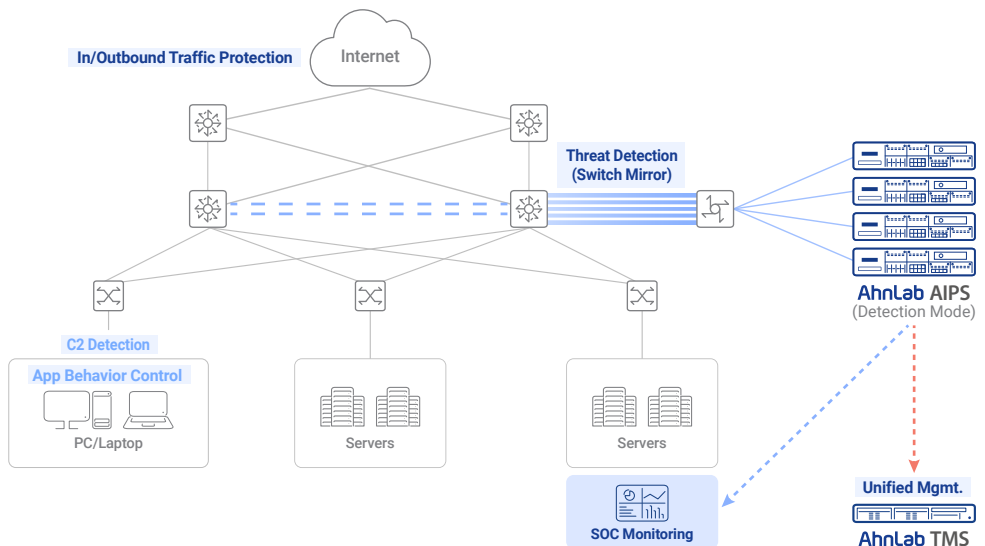 Internet
In/Outbound Traffic Protection
Threat Detection
(Switch Mirror)
AhnLab AIPS
(Detection Mode)
C2 Detection
App Behavior Control
PC/Laptop
Servers
Servers
SOC Monitoring
Unified Mgmt.
AhnLab TMS